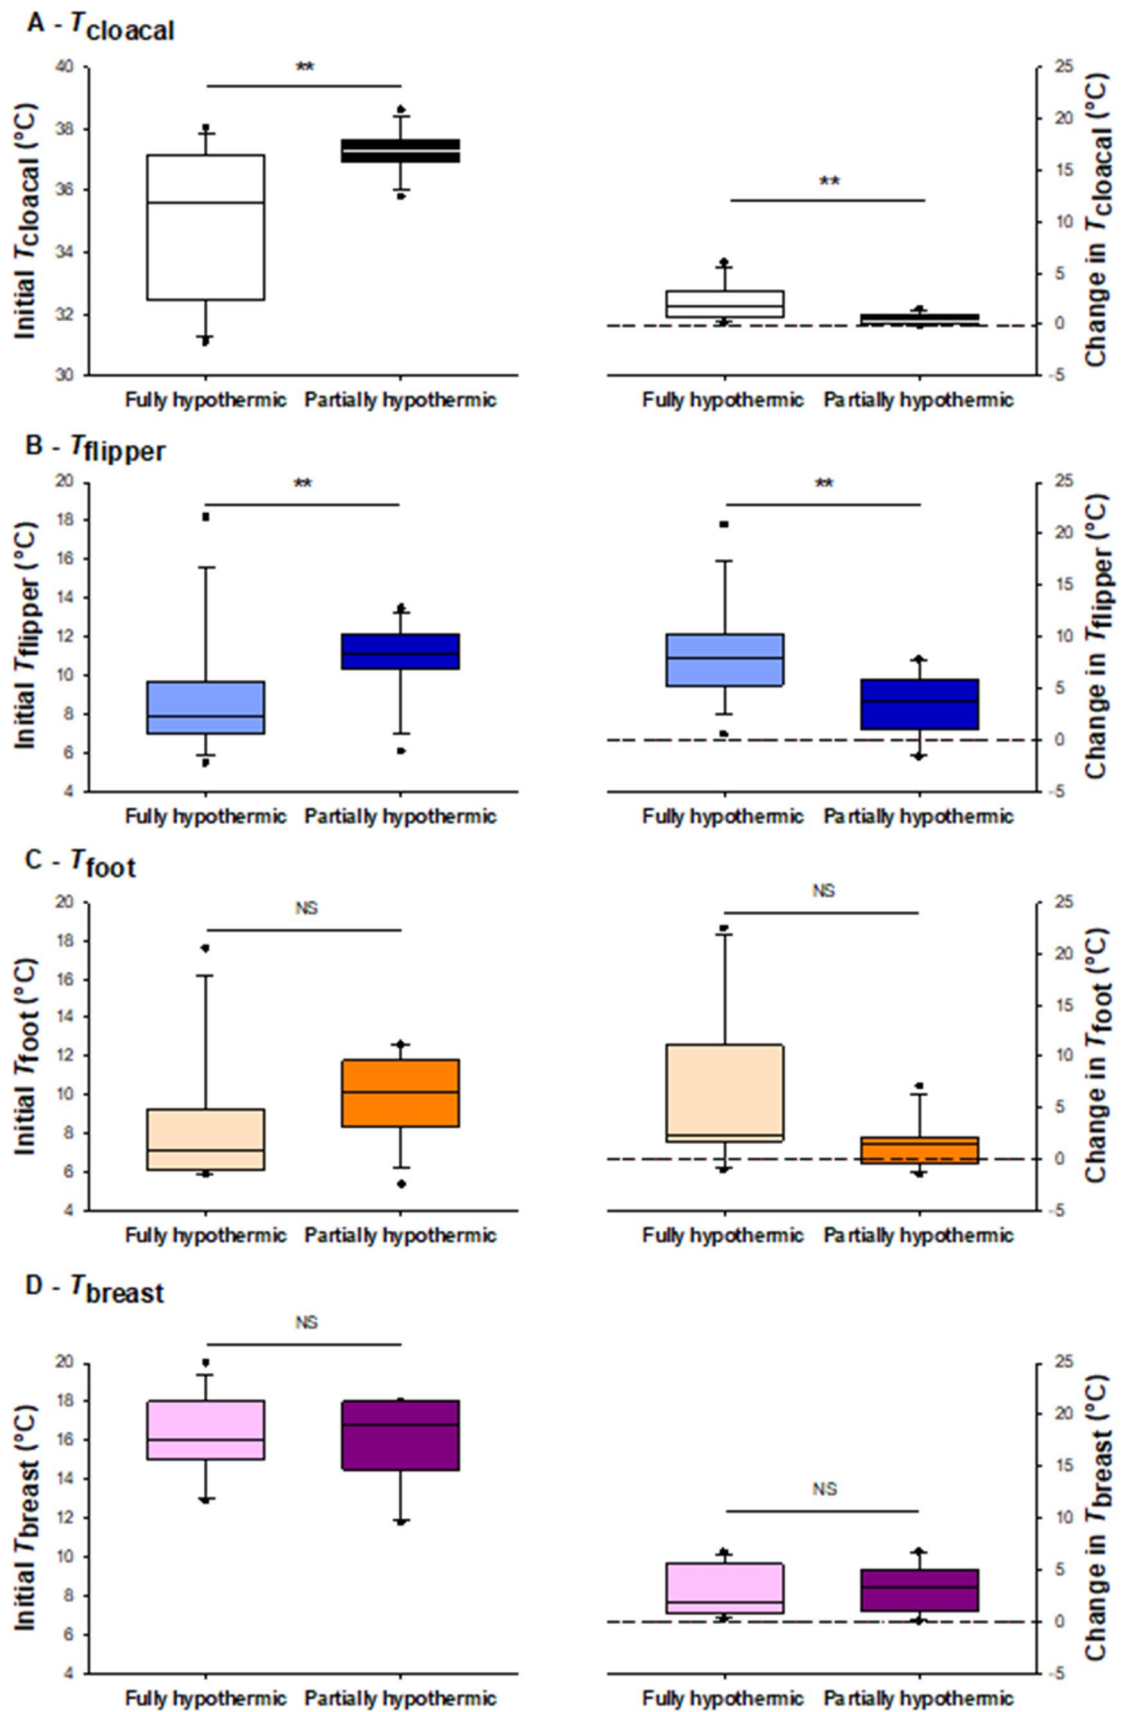 A - Tcloacal
Initial Tcloacal (°C)
40
38
36
34
32
30
**
Fully hypothermic Partially hypothermic
**
25
20
15
10
5
0
-5
Change in Tcloacal (°C)
Fully hypothermic Partially hypothermic
B - Tflipper
Initial Tflipper (°C)
20
18
16
14
12
10
8
6
4
**
Fully hypothermic Partially hypothermic
**
25
20
15
10
5
0
-5
Change in Tflipper (°C)
Fully hypothermic Partially hypothermic
C - Tfoot
Initial Tfoot (°C)
20
18
16
14
12
10
8
6
4
NS
Fully hypothermic Partially hypothermic
NS
25
20
15
10
5
0
-5
Change in Tfoot (°C)
Fully hypothermic Partially hypothermic
D - Tbreast
Initial Tbreast (°C)
20
18
16
14
12
10
8
6
4
NS
Fully hypothermic Partially hypothermic
NS
25
20
15
10
5
0
-5
Change in Tbreast (°C)
Fully hypothermic Partially hypothermic